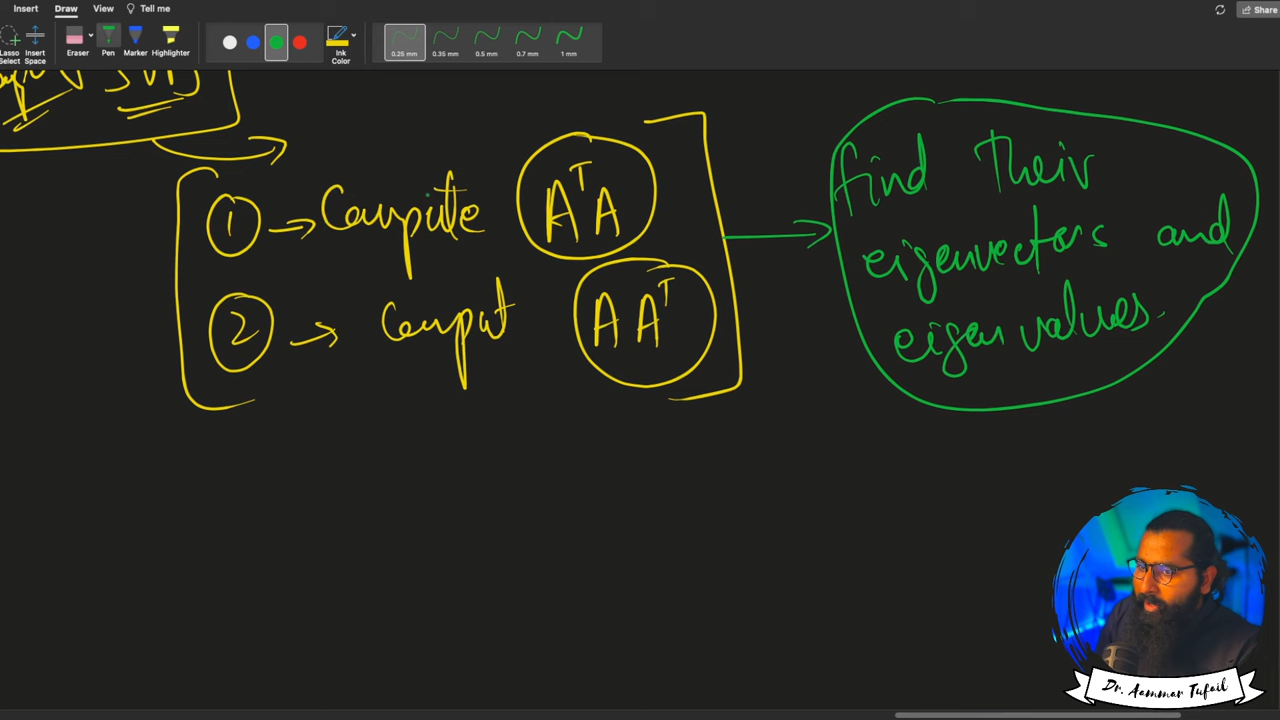 Insert Draw View Tell me
Share
Lasso Select
Insert Space
Eraser
Pen
Marker
Highlighter
Ink Color
0.25 mm 0.35 mm 0.5 mm 0.7 mm 1 mm
1 → Compute AᵀA
2 → Comput AAᵀ
find their
eigenvectors and
eigen values.
Dr. Aammar Tufail